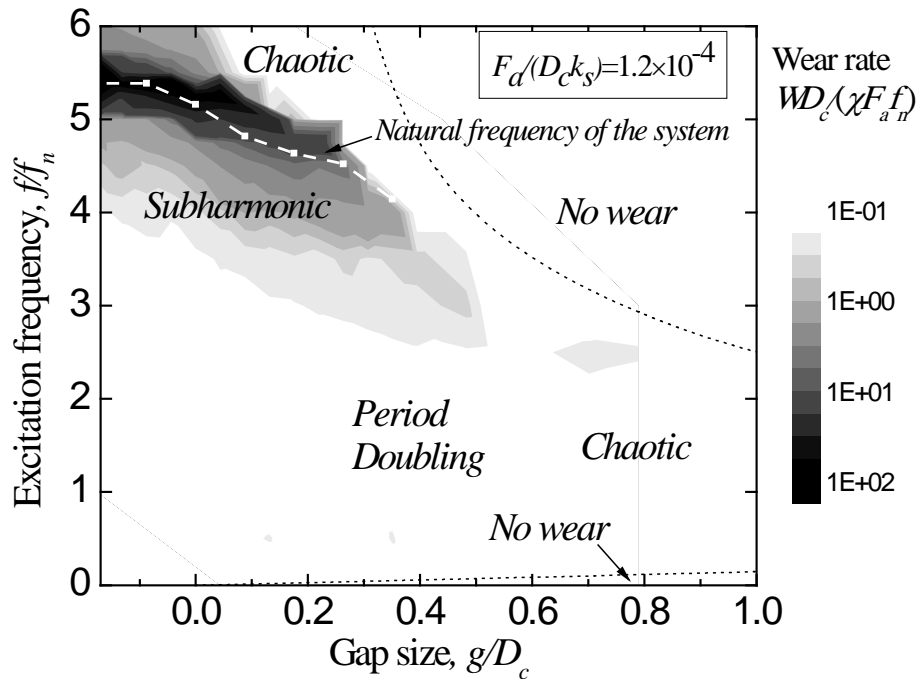 6
5
4
3
2
1
0
Excitation frequency, f/fn
Chaotic
F_a/(D_c k_s)=1.2×10^-4
Natural frequency of the system
Subharmonic
No wear
Period
Doubling
Chaotic
No wear
0.0 0.2 0.4 0.6 0.8 1.0
Gap size, g/D_c
Wear rate
WD_c/(χF_a f_n)
1E-01
1E+00
1E+01
1E+02